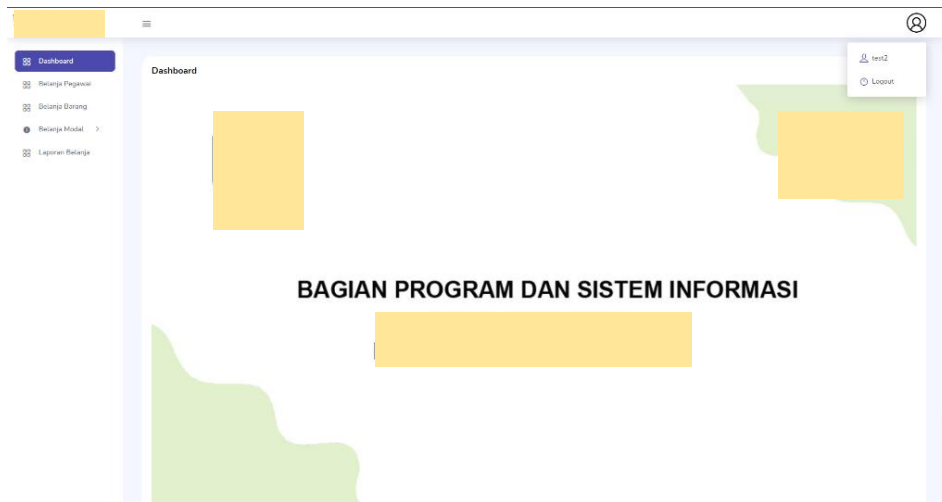 Dashboard
Belanja Pegawai
Belanja Barang
Belanja Modal
Laporan Belanja
test2
Logout
Dashboard
BAGIAN PROGRAM DAN SISTEM INFORMASI